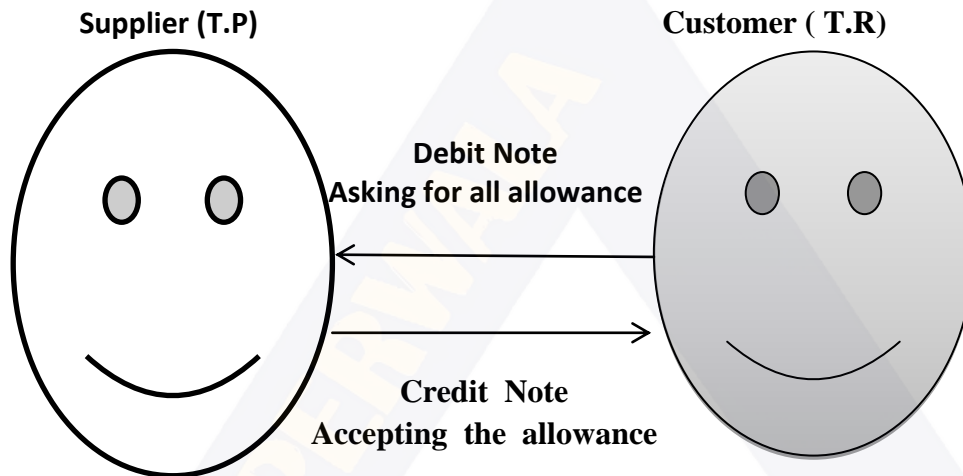 Supplier (T.P)
Customer ( T.R)
Debit Note
Asking for all allowance
Credit Note
Accepting the allowance